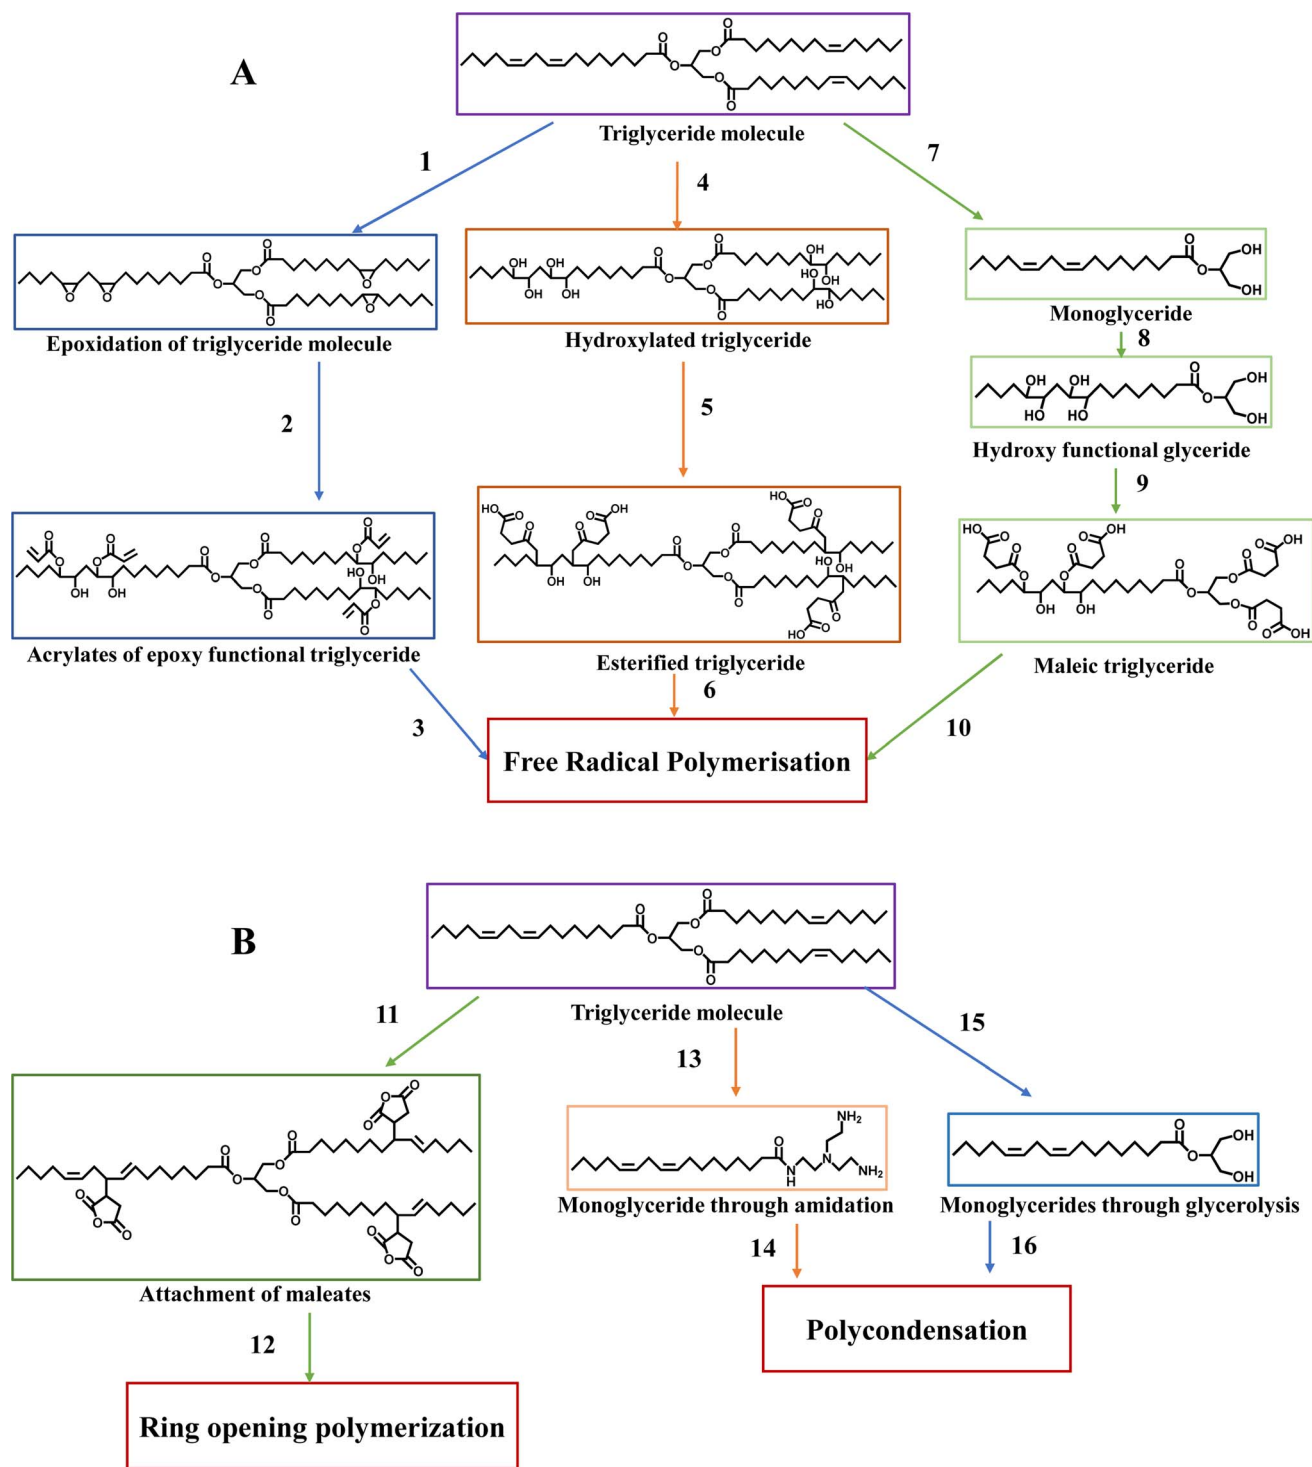 A
Triglyceride molecule
1
4
7
Epoxidation of triglyceride molecule
Hydroxylated triglyceride
Monoglyceride
8
2
5
Hydroxy functional glyceride
9
Acrylates of epoxy functional triglyceride
Esterified triglyceride
Maleic triglyceride
3
6
10
Free Radical Polymerisation
B
Triglyceride molecule
11
13
15
Attachment of maleates
Monoglyceride through amidation
Monoglycerides through glycerolysis
12
14
16
Polycondensation
Ring opening polymerization